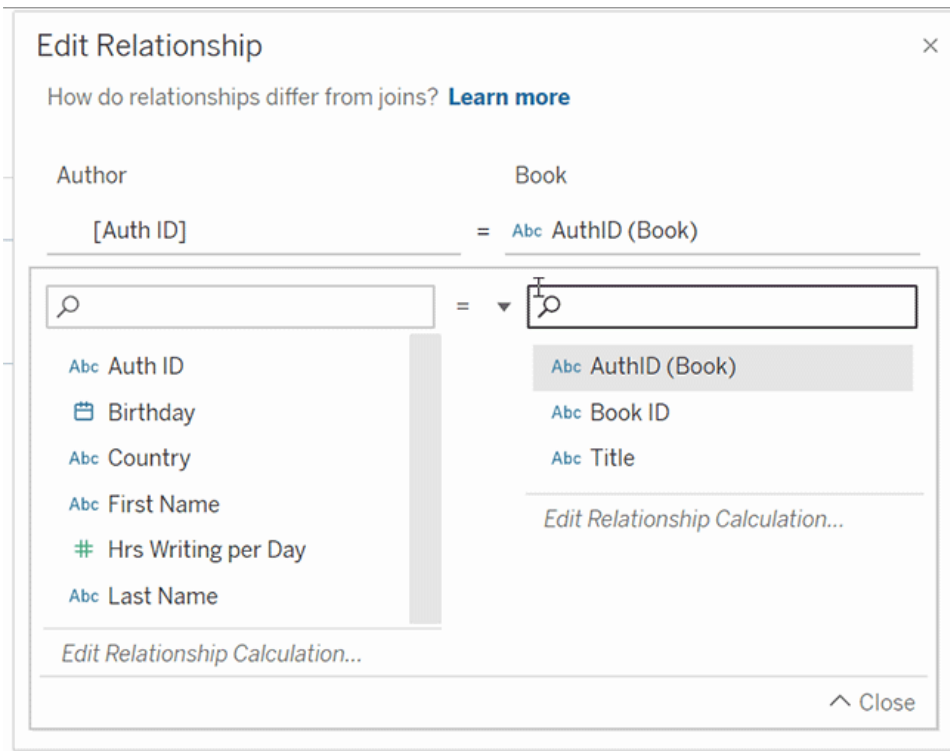 Edit Relationship
How do relationships differ from joins? Learn more
Author Book
[Auth ID] = Abc AuthID (Book)
=
Abc Auth ID
Birthday
Abc Country
Abc First Name
# Hrs Writing per Day
Abc Last Name
Edit Relationship Calculation...
Abc AuthID (Book)
Abc Book ID
Abc Title
Edit Relationship Calculation...
Close